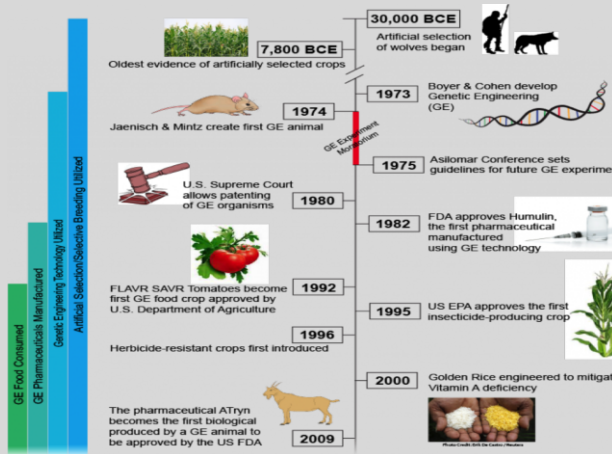 30,000 BCE
Artificial selection
of wolves began
7,800 BCE
Oldest evidence of artificially selected crops
1973
Boyer & Cohen develop
Genetic Engineering
(GE)
1974
Jaenisch & Mintz create first GE animal
GE Experiment
Moratorium
1975
Asilomar Conference sets
guidelines for future GE experime
U.S. Supreme Court
allows patenting
of GE organisms
1980
1982
FDA approves Humulin,
the first pharmaceutical
manufactured
using GE technology
FLAVR SAVR Tomatoes become
first GE food crop approved by
U.S. Department of Agriculture
1992
1995
US EPA approves the first
insecticide-producing crop
1996
Herbicide-resistant crops first introduced
2000
Golden Rice engineered to mitigat
Vitamin A deficiency
The pharmaceutical ATryn
becomes the first biological
produced by a GE animal to
be approved by the US FDA
2009
GE Food Consumed
GE Pharmaceuticals Manufactured
Genetic Engineering Technology Utilized
Artificial Selection/Selective Breeding Utilized
Photo Credit: